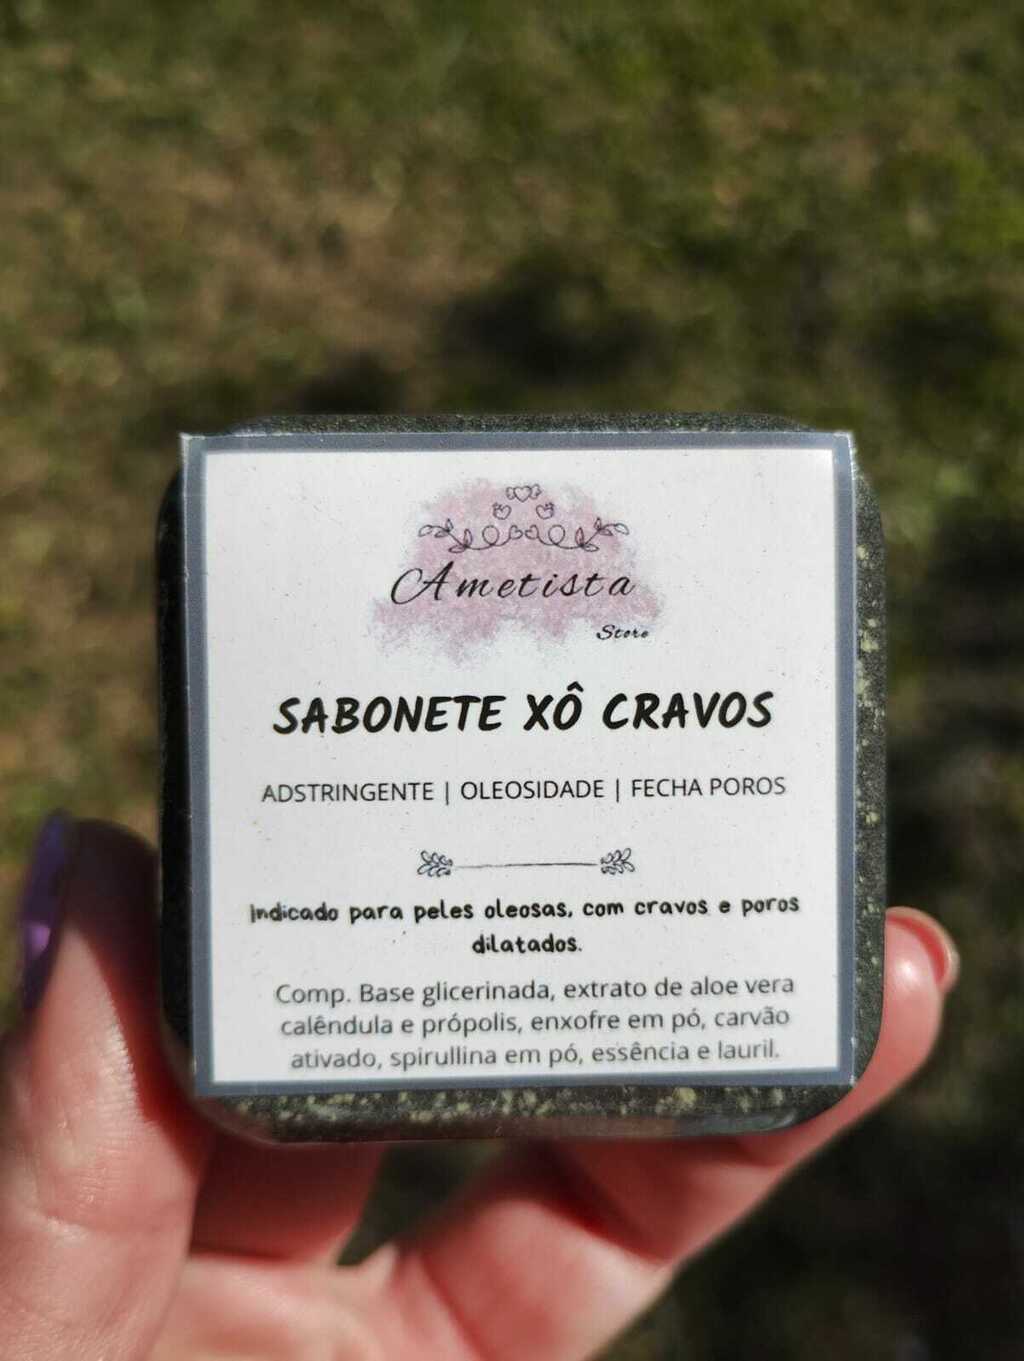 Ametista
Store
SABONETE XÔ CRAVOS
ADSTRINGENTE | OLEOSIDADE | FECHA POROS
Indicado para peles oleosas, com cravos e poros
dilatados.
Comp. Base glicerinada, extrato de aloe vera
calêndula e própolis, enxofre em pó, carvão
ativado, spirullina em pó, essência e lauril.